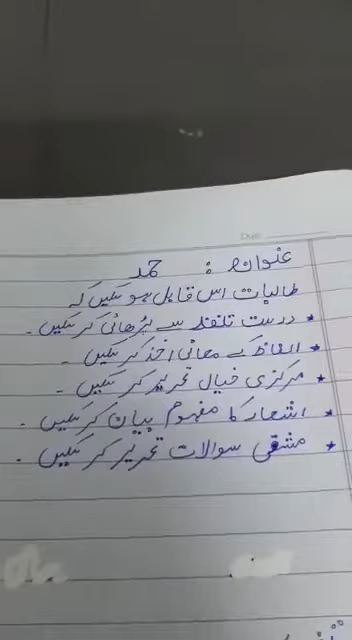 Date
عنوان : حمد
طالبات اس قابل ہو سکیں کہ
* درست تلفظ سے پڑھائی کر سکیں ۔
* الفاظ کے معانی اخذ کر سکیں ۔
* مرکزی خیال تحریر کر سکیں ۔
* اشعار کا مفہوم بیان کر سکیں ۔
* مشقی سوالات تحریر کر سکیں ۔